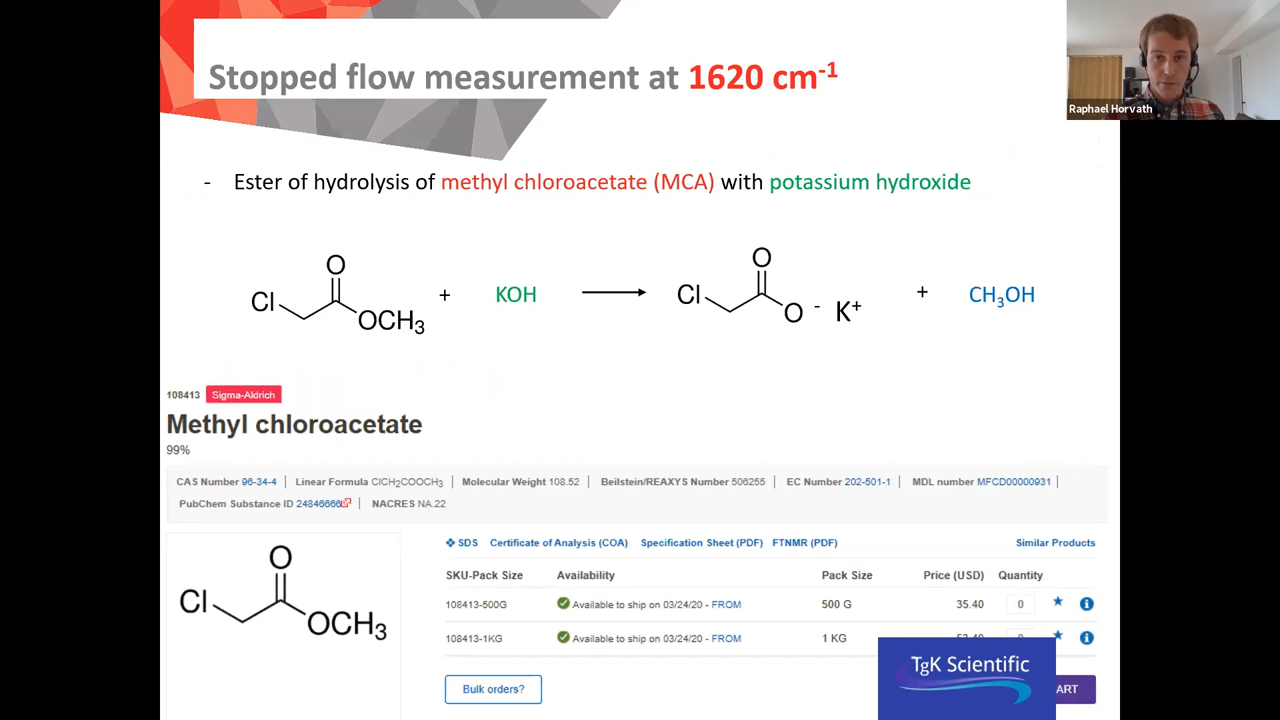 Stopped flow measurement at 1620 cm-1
Raphael Horvath
- Ester of hydrolysis of methyl chloroacetate (MCA) with potassium hydroxide
O
Cl
OCH3
+ KOH
O
Cl
O - K+
+ CH3OH
108413 Sigma-Aldrich
Methyl chloroacetate
99%
CAS Number 96-34-4 | Linear Formula ClCH2COOCH3 | Molecular Weight 108.52 | Beilstein/REAXYS Number 506255 | EC Number 202-501-1 | MDL number MFCD00000931 |
PubChem Substance ID 24846666 | NACRES NA.22
O
Cl
OCH3
SDS Certificate of Analysis (COA) Specification Sheet (PDF) FTNMR (PDF) Similar Products
SKU-Pack Size Availability Pack Size Price (USD) Quantity
108413-500G Available to ship on 03/24/20 - FROM 500 G 35.40 0
108413-1KG Available to ship on 03/24/20 - FROM 1 KG
Bulk orders?
TgK Scientific
ART